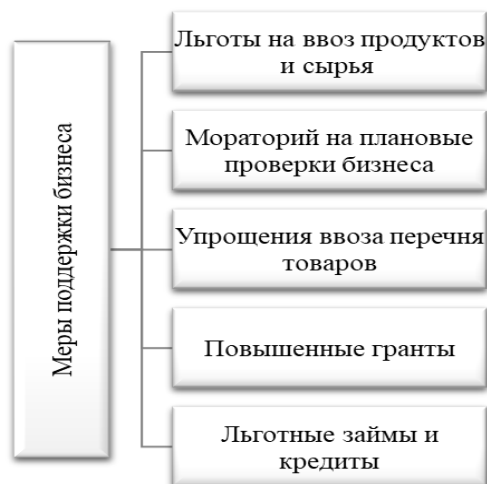 Меры поддержки бизнеса
Льготы на ввоз продуктов
и сырья
Мораторий на плановые
проверки бизнеса
Упрощения ввоза перечня
товаров
Повышенные гранты
Льготные займы и
кредиты